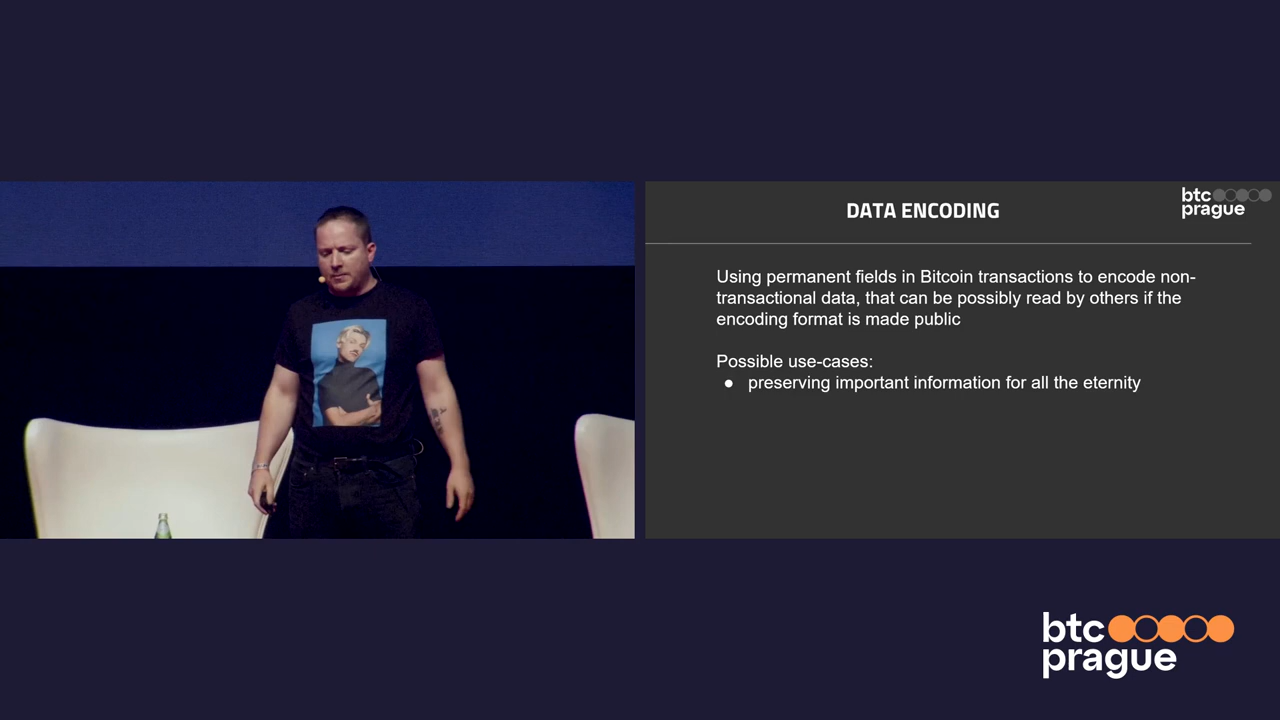 DATA ENCODING
btc
prague
Using permanent fields in Bitcoin transactions to encode non-
transactional data, that can be possibly read by others if the
encoding format is made public
Possible use-cases:
● preserving important information for all the eternity
btc
prague